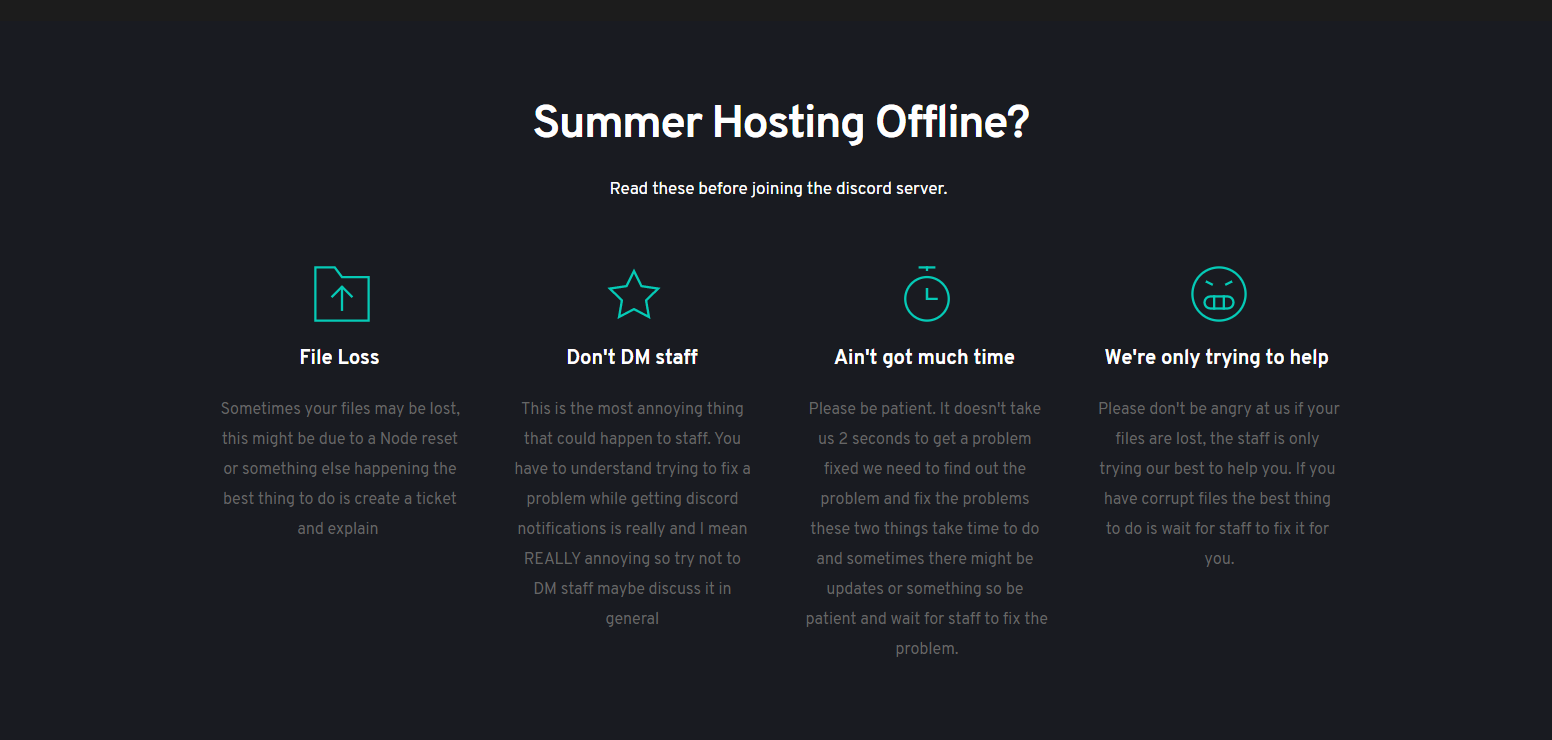 Summer Hosting Offline?
Read these before joining the discord server.
File Loss
Sometimes your files may be lost,
this might be due to a Node reset
or something else happening the
best thing to do is create a ticket
and explain
Don't DM staff
This is the most annoying thing
that could happen to staff. You
have to understand trying to fix a
problem while getting discord
notifications is really and I mean
REALLY annoying so try not to
DM staff maybe discuss it in
general
Ain't got much time
Please be patient. It doesn't take
us 2 seconds to get a problem
fixed we need to find out the
problem and fix the problems
these two things take time to do
and sometimes there might be
updates or something so be
patient and wait for staff to fix the
problem.
We're only trying to help
Please don't be angry at us if your
files are lost, the staff is only
trying our best to help you. If you
have corrupt files the best thing
to do is wait for staff to fix it for
you.